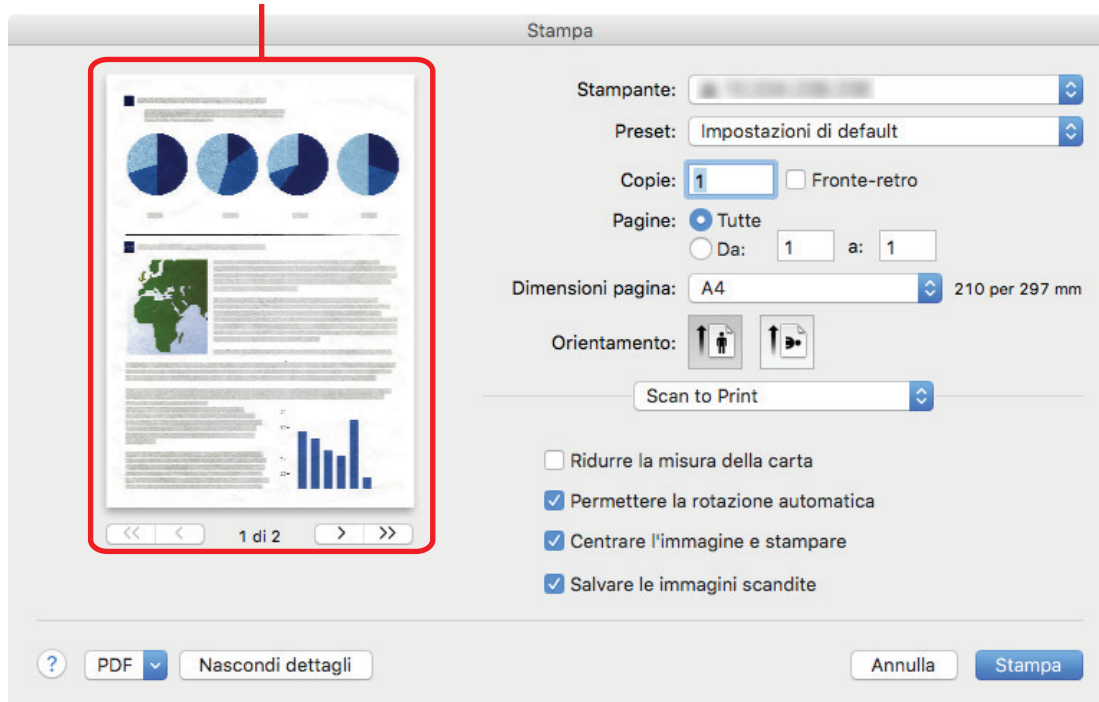 Stampa
Stampante:
Preset: Impostazioni di default
Copie: 1 Fronte-retro
Pagine: Tutte
Da: 1 a: 1
Dimensioni pagina: A4 210 per 297 mm
Orientamento:
Scan to Print
Ridurre la misura della carta
Permettere la rotazione automatica
Centrare l'immagine e stampare
Salvare le immagini scandite
<< < 1 di 2 > >>
? PDF Nascondi dettagli Annulla Stampa